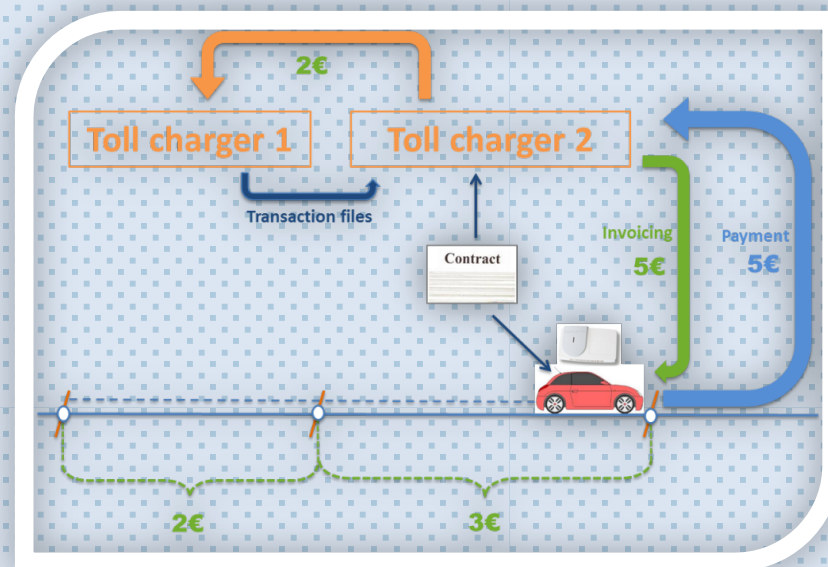 2€
Toll charger 1
Toll charger 2
Transaction files
Invoicing
5€
Payment
5€
Contract
2€
3€